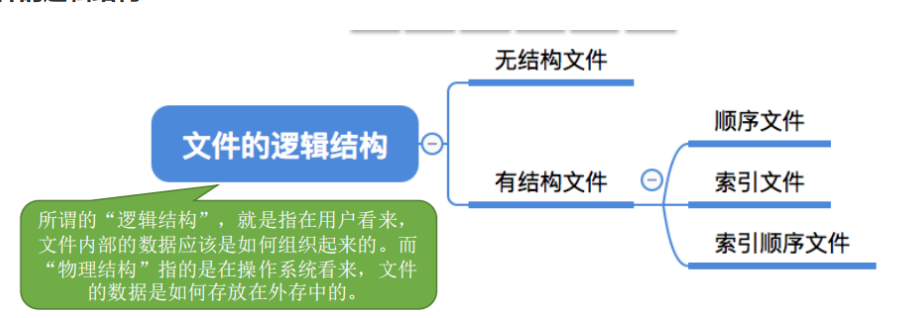 无结构文件
文件的逻辑结构
有结构文件
顺序文件
索引文件
索引顺序文件
所谓的“逻辑结构”，就是指在用户看来，
文件内部的数据应该是如何组织起来的。而
“物理结构”指的是在操作系统看来，文件
的数据是如何存放在外存中的。